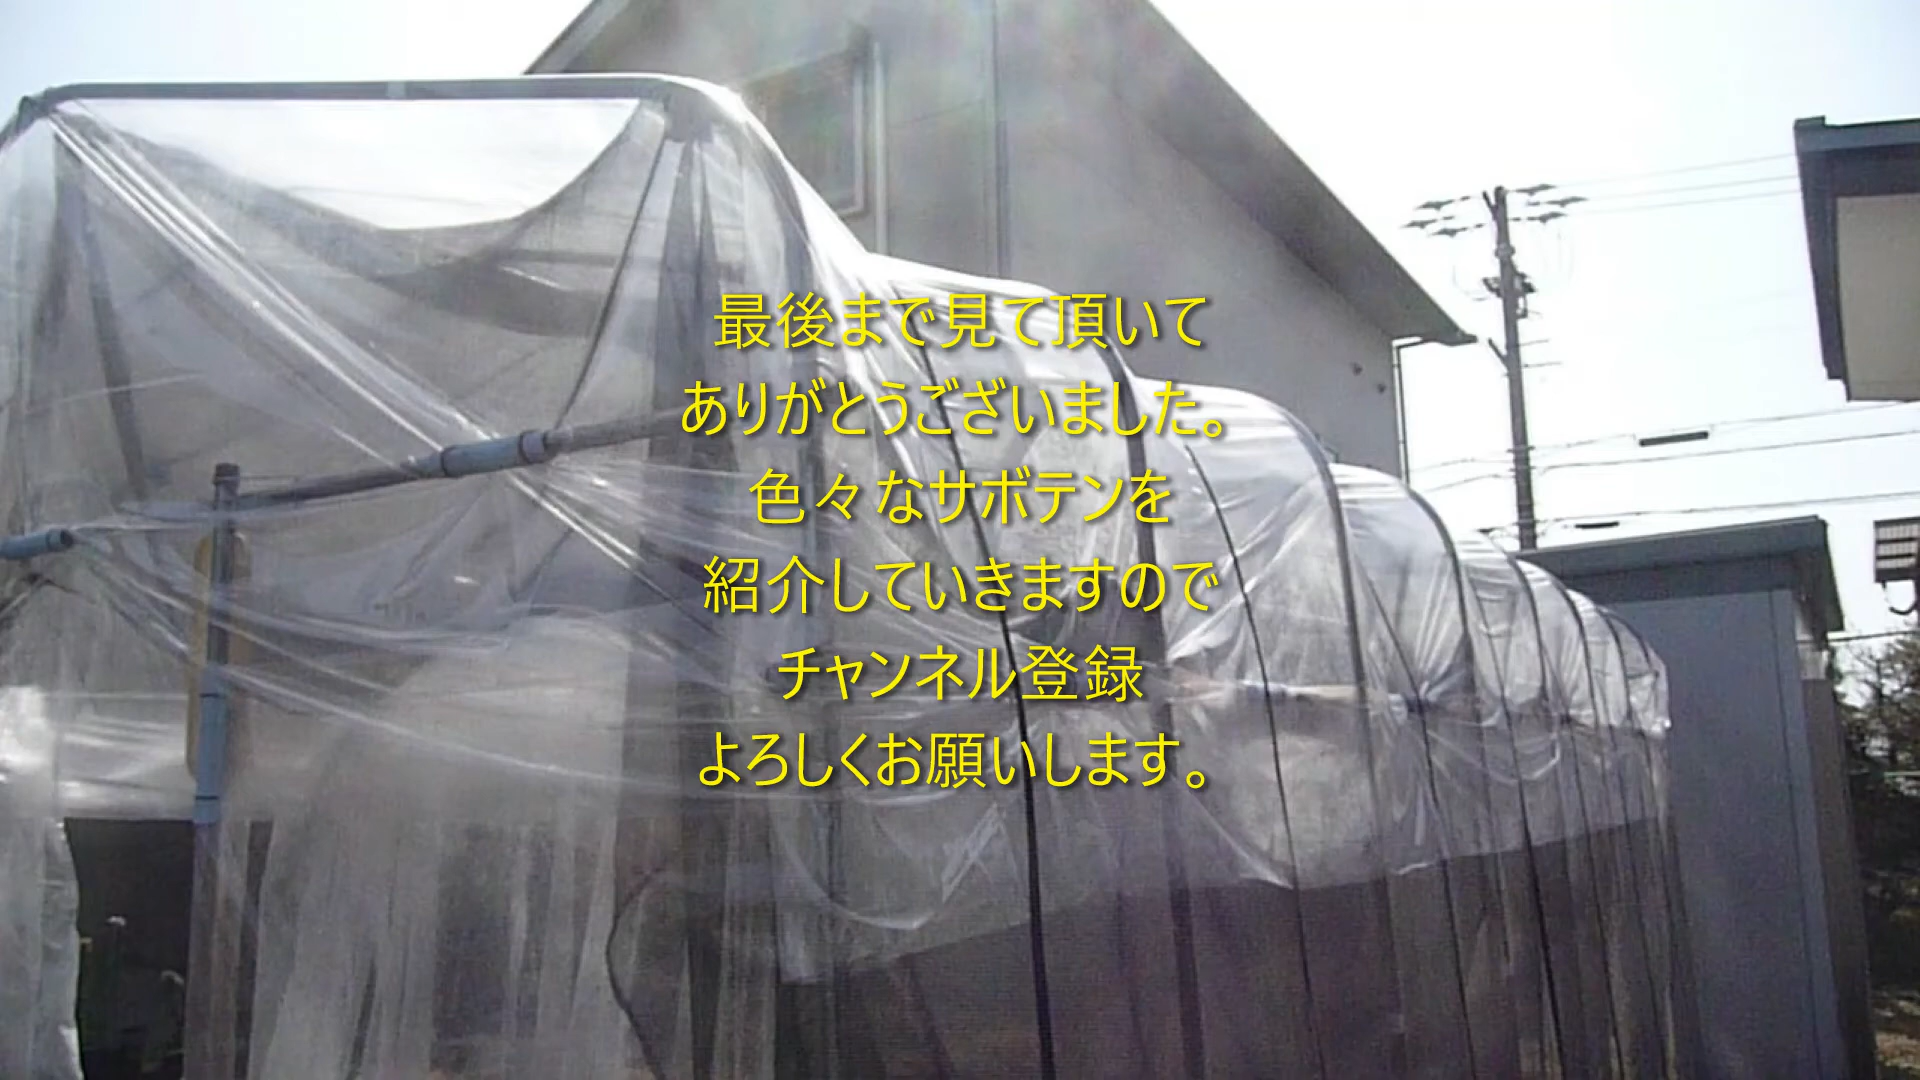 最後まで見て頂いて
ありがとうございました。
色々なサボテンを
紹介していきますので
チャンネル登録
よろしくお願いします。